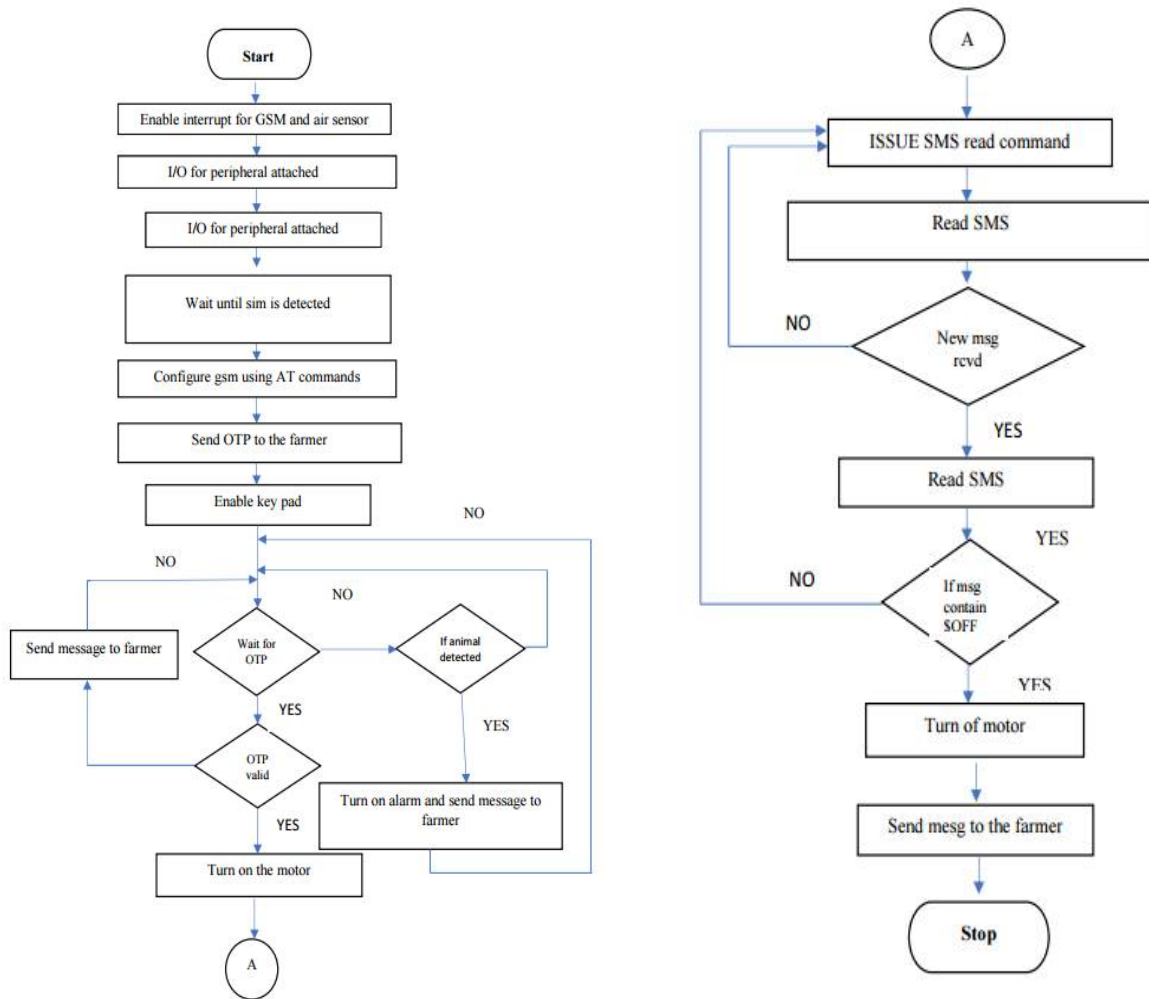 Start
Enable interrupt for GSM and air sensor
I/O for peripheral attached
I/O for peripheral attached
Wait until sim is detected
Configure gsm using AT commands
Send OTP to the farmer
Enable key pad
NO
NO
NO
Send message to farmer
Wait for
OTP
If animal
detected
YES
YES
OTP
valid
Turn on alarm and send message to
farmer
YES
Turn on the motor
A
A
ISSUE SMS read command
Read SMS
NO
New msg
rcvd
YES
Read SMS
YES
NO
If msg
contain
$OFF
YES
Turn of motor
Send mesg to the farmer
Stop